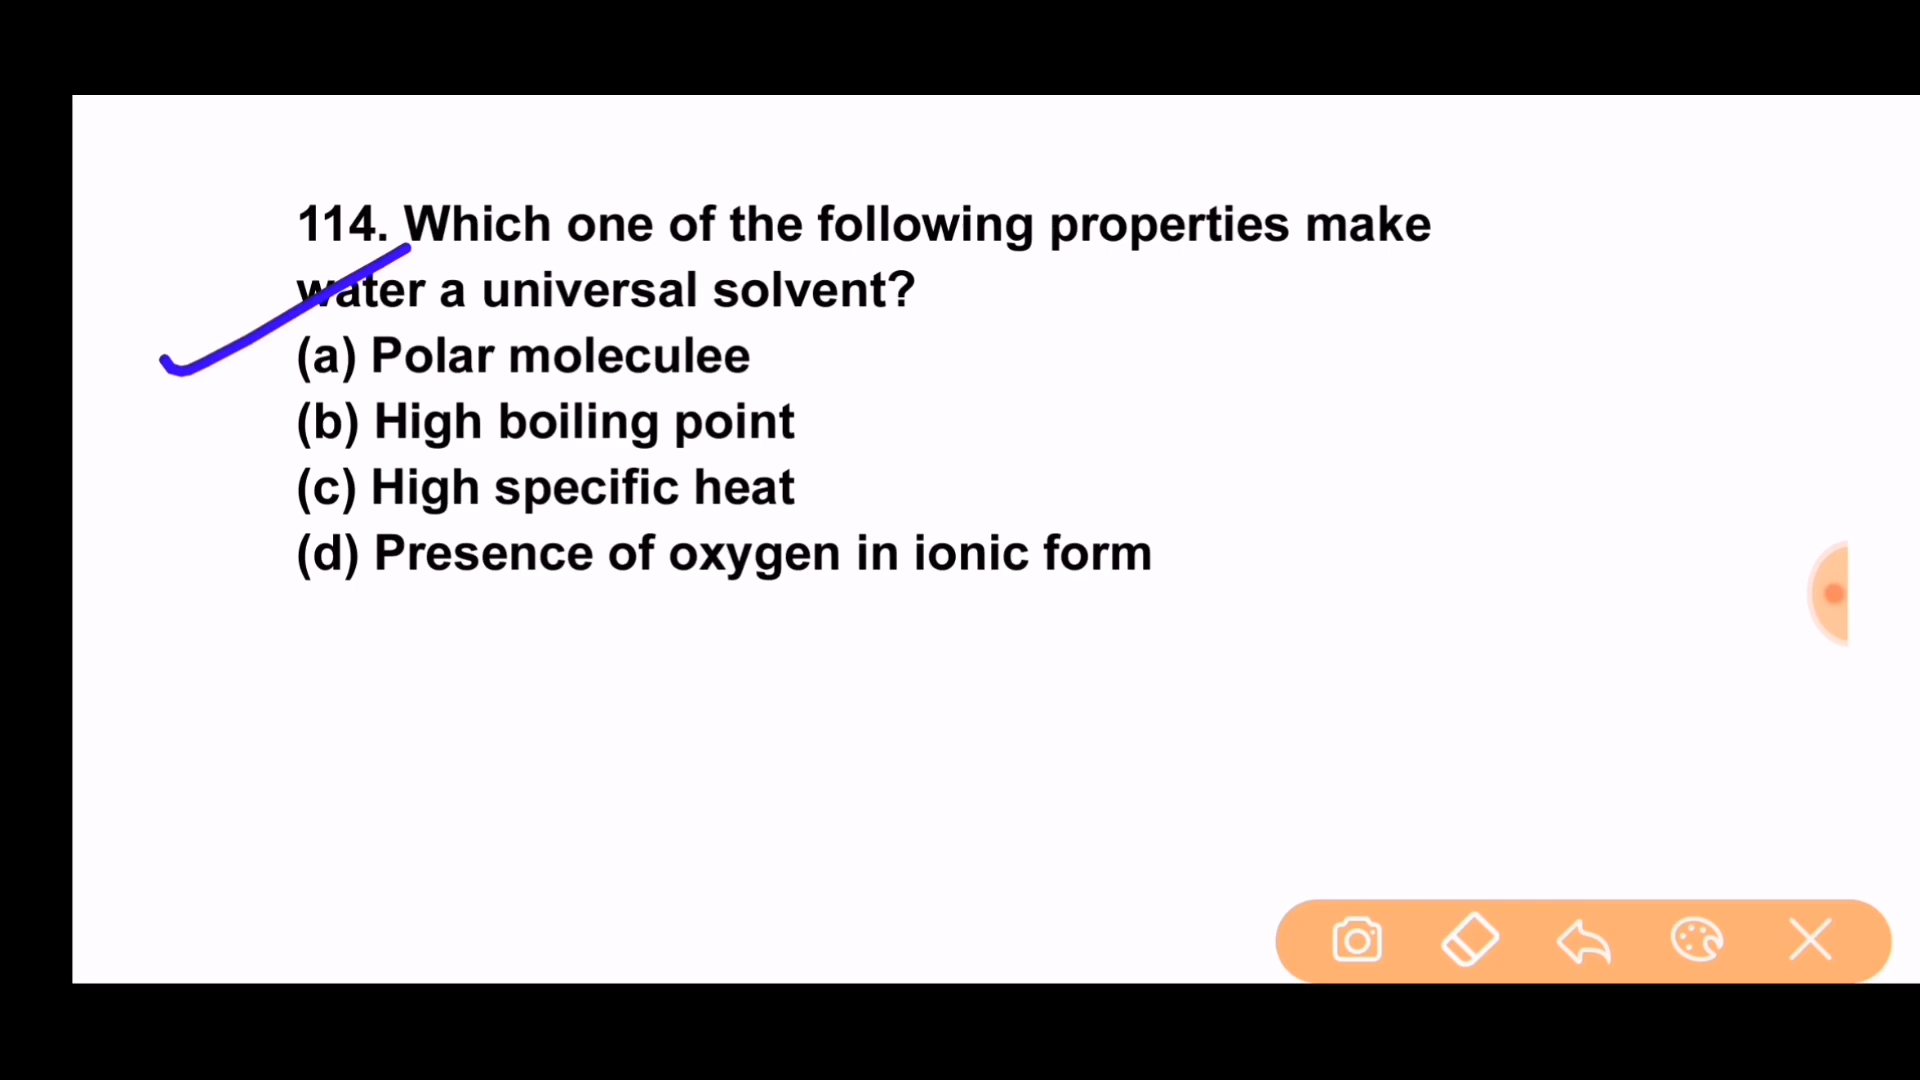 114. Which one of the following properties make
water a universal solvent?
(a) Polar moleculee
(b) High boiling point
(c) High specific heat
(d) Presence of oxygen in ionic form